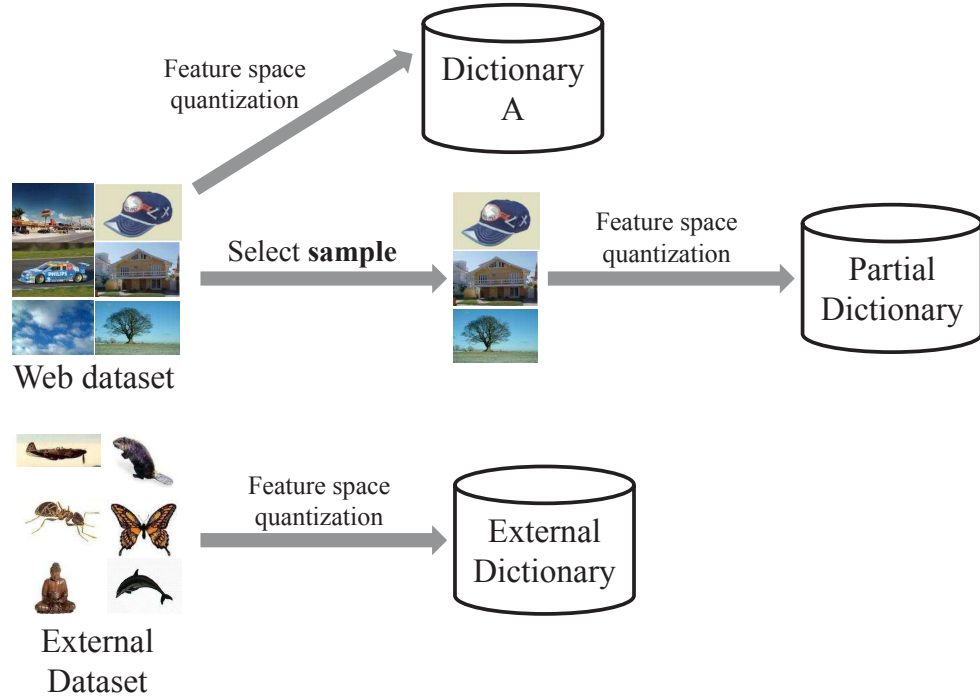 Feature space
quantization
Dictionary
A
Select sample
Feature space
quantization
Partial
Dictionary
PHILIPS
Web dataset
Feature space
quantization
External
Dictionary
External
Dataset